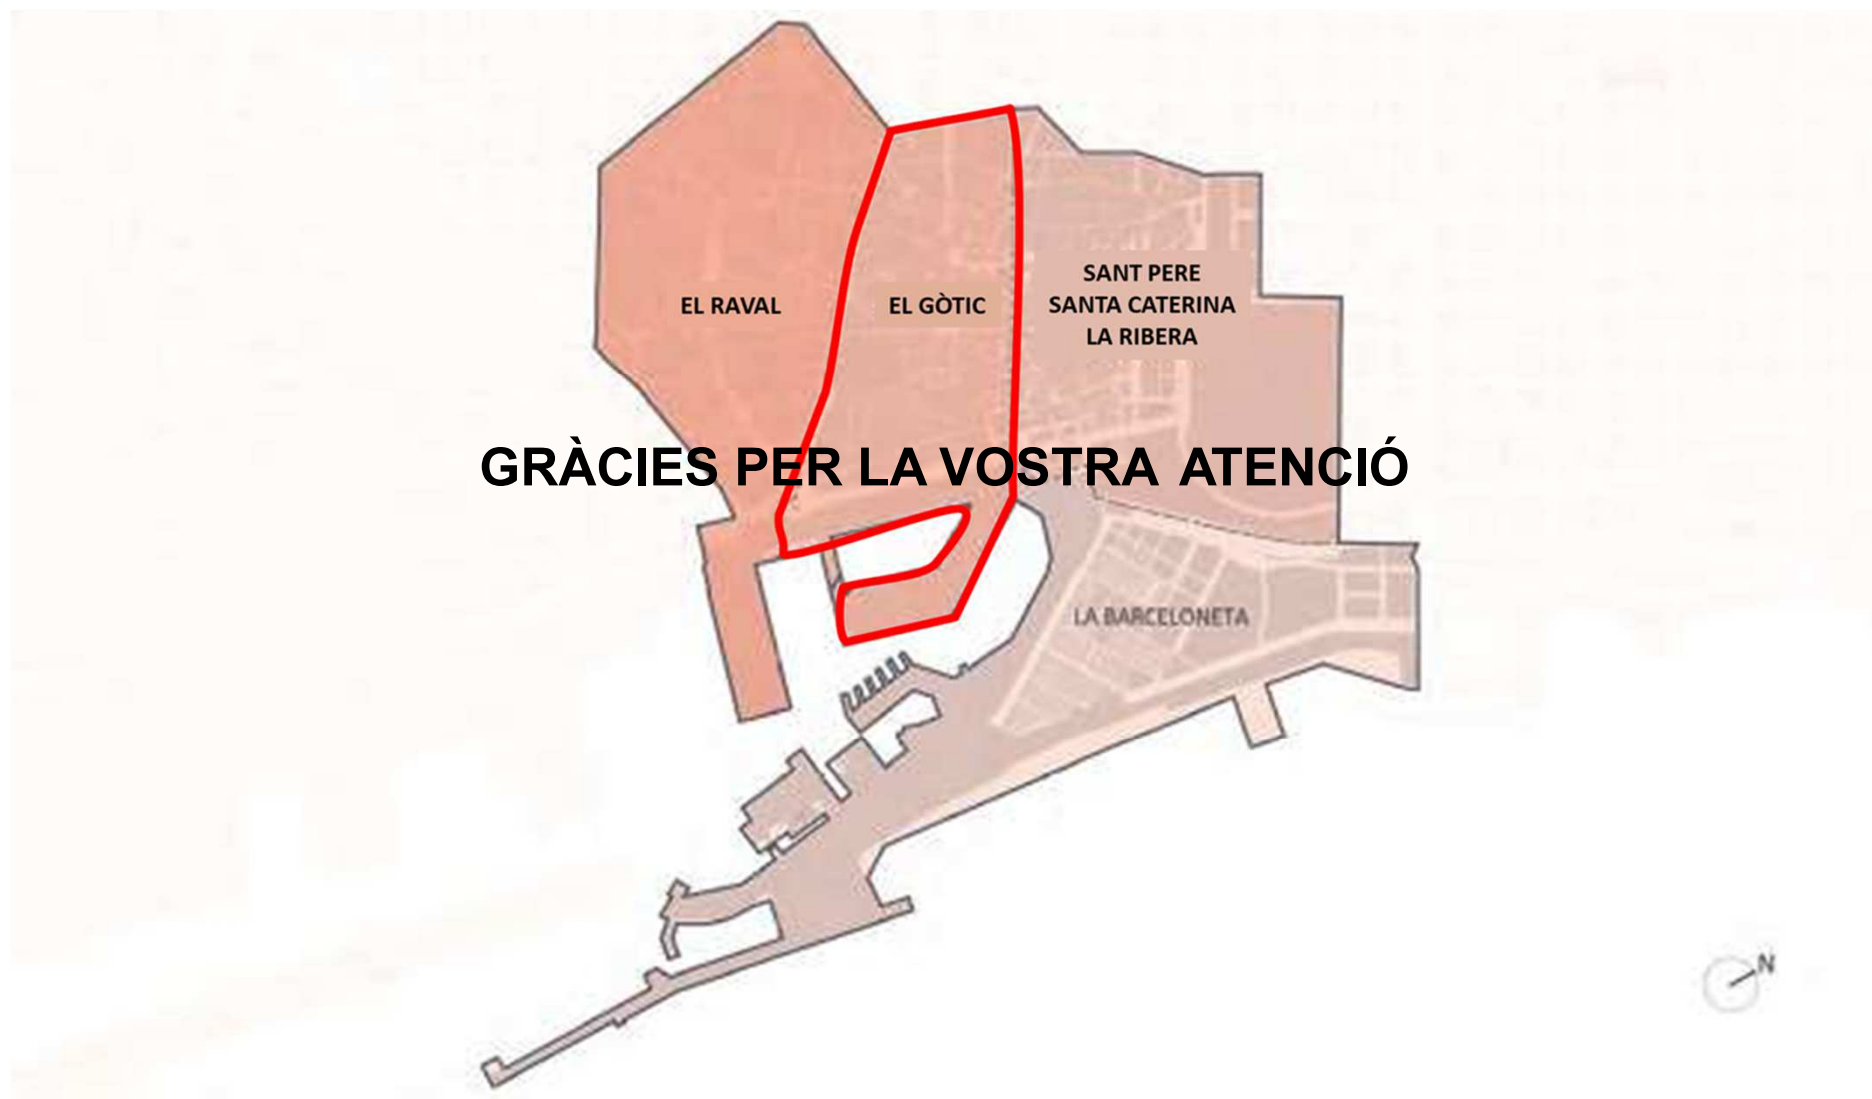 EL RAVAL
EL GÒTIC
SANT PERE
SANTA CATERINA
LA RIBERA
GRÀCIES PER LA VOSTRA ATENCIÓ
LA BARCELONETA
N